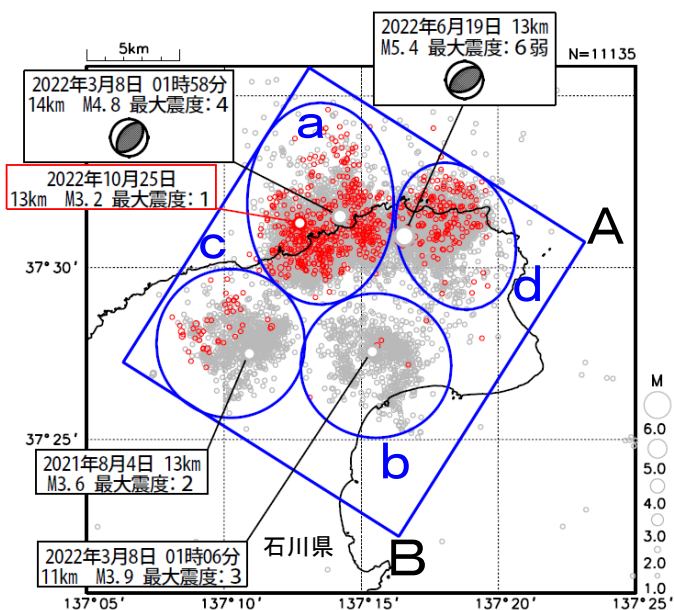 2022年6月19日 13km
M5.4 最大震度:6弱
5km
N=11135
2022年3月8日 01時58分
14km M4.8 最大震度:4
a
2022年10月25日
13km M3.2 最大震度:1
A
c
37°30'
d
M
6.0
5.0
4.0
3.0
2.0
1.0
37°25'
2021年8月4日 13km
M3.6 最大震度:2
b
2022年3月8日 01時06分
11km M3.9 最大震度:3
石川県
B
137°05' 137°10' 137°15' 137°20' 137°25'